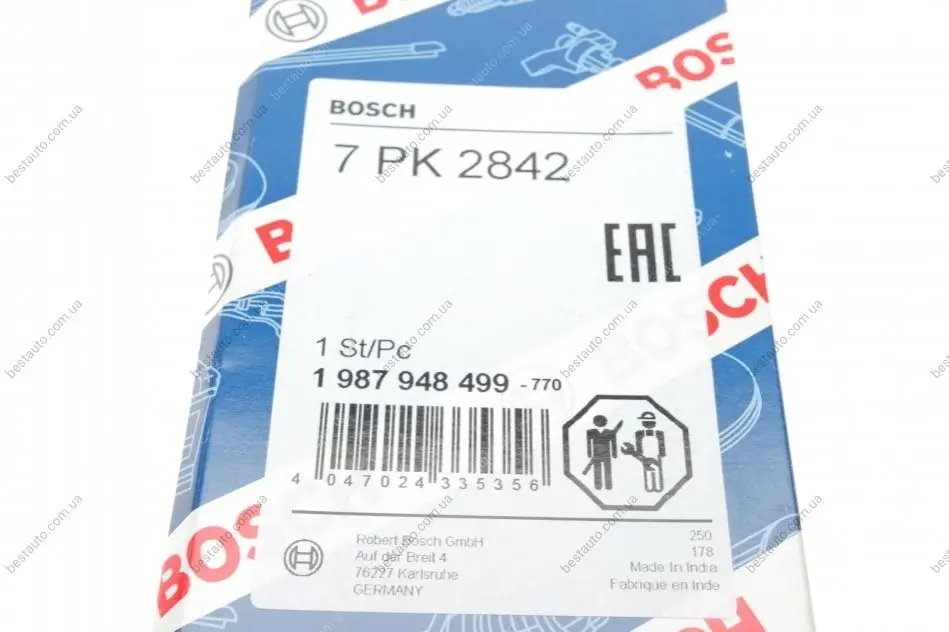 BOSCH
BOSCH
BOSCH
7 PK 2842
EAC
BOSCH
1 St/Pc
1 987 948 499 - 770
4 047024 335356
Robert Bosch GmbH
Auf der Breit 4
76227 Karlsruhe
GERMANY
250
178
Made In India
Fabriqué en Inde
BOSCH
bestauto.com.ua